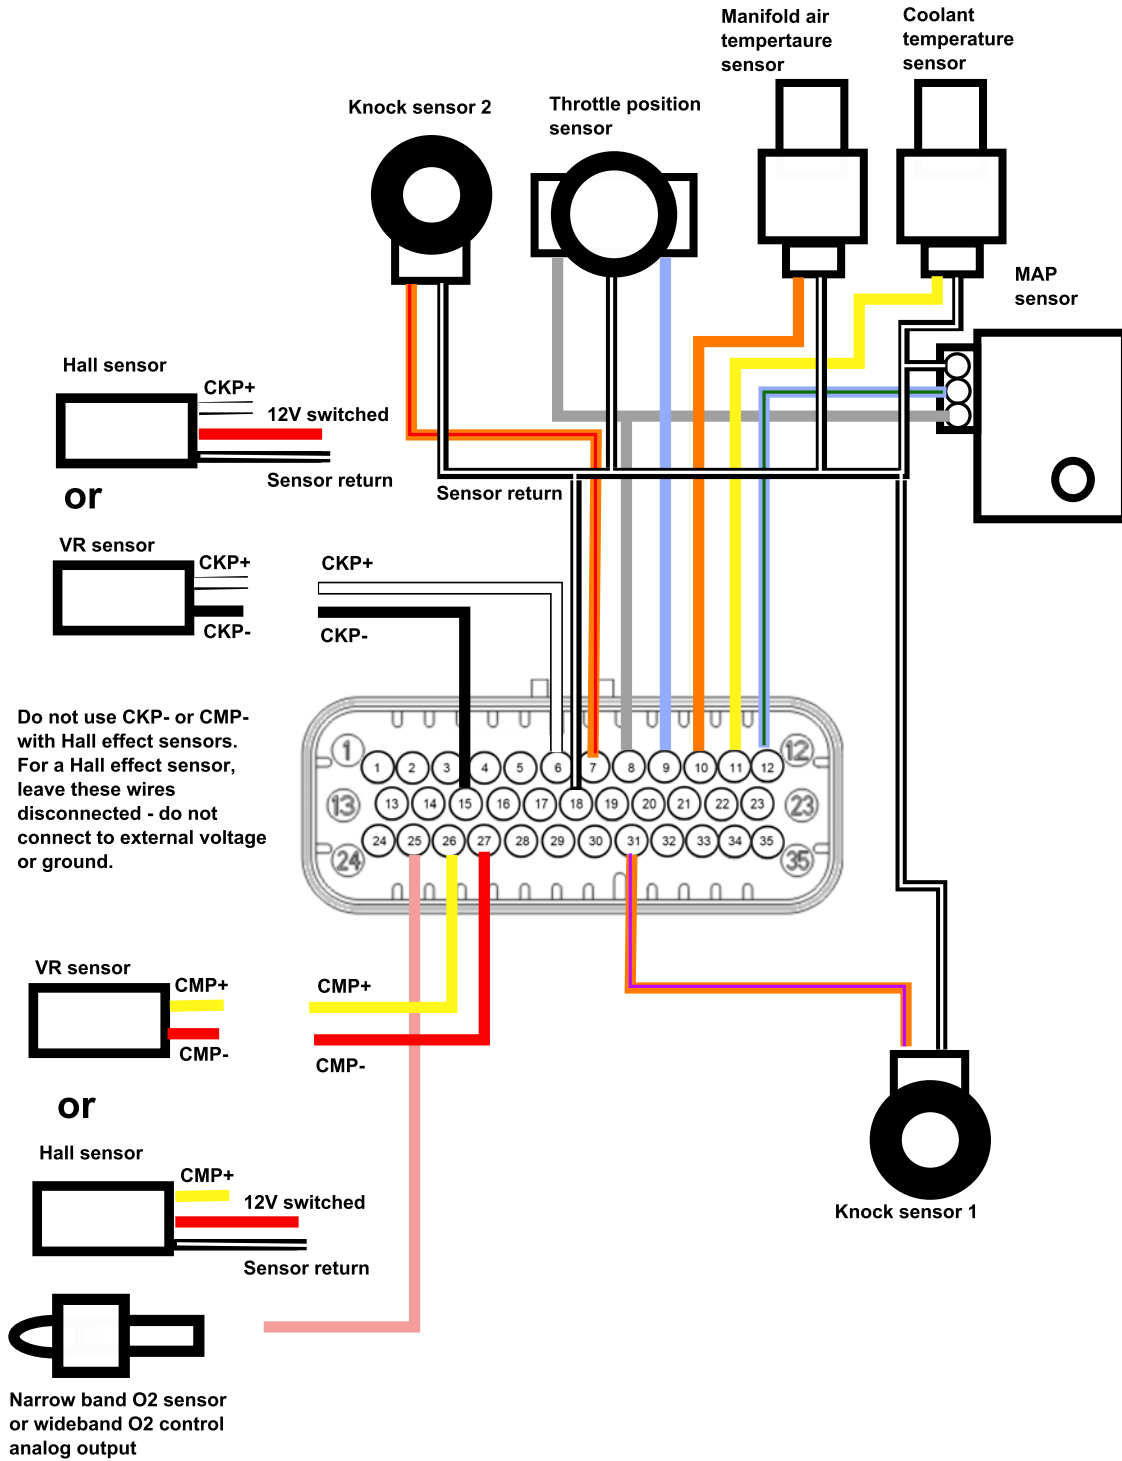 Manifold air
tempertaure
sensor
Coolant
temperature
sensor
Knock sensor 2
Throttle position
sensor
MAP
sensor
Hall sensor
CKP+
12V switched
Sensor return
or
Sensor return
VR sensor
CKP+
CKP-
CKP+
CKP-
Do not use CKP- or CMP-
with Hall effect sensors.
For a Hall effect sensor,
leave these wires
disconnected - do not
connect to external voltage
or ground.
1 12
1 2 3 4 5 6 7 8 9 10 11 12
13 23
13 14 15 16 17 18 19 20 21 22 23
24 25 26 27 28 29 30 31 32 33 34 35
24 35
VR sensor
CMP+
CMP-
CMP+
CMP-
or
Hall sensor
CMP+
12V switched
Sensor return
Knock sensor 1
Narrow band O2 sensor
or wideband O2 control
analog output